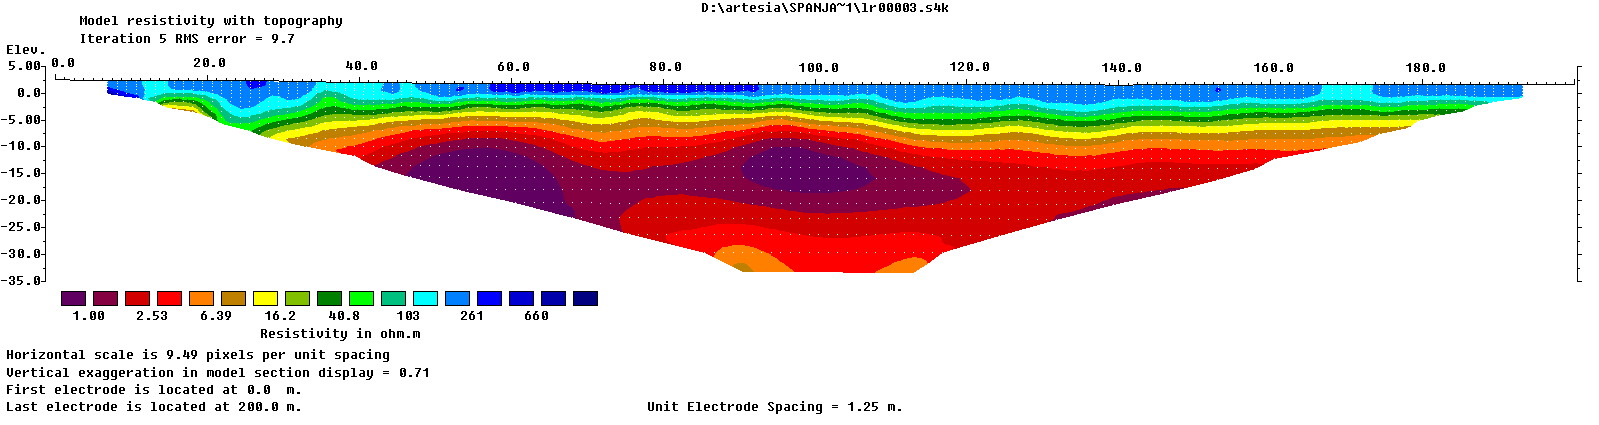 D:\artesia\SPANJA~1\lr00003.s4k
Model resistivity with topography
Iteration 5 RMS error = 9.7
Elev.
5.00 0.0 20.0 40.0 60.0 80.0 100.0 120.0 140.0 160.0 180.0
0.00
-5.00
-10.0
-15.0
-20.0
-25.0
-30.0
-35.0
1.00 2.53 6.39 16.2 40.8 103 261 660
Resistivity in ohm.m
Horizontal scale is 9.49 pixels per unit spacing
Vertical exaggeration in model section display = 0.71
First electrode is located at 0.0 m.
Last electrode is located at 200.0 m. Unit Electrode Spacing = 1.25 m.